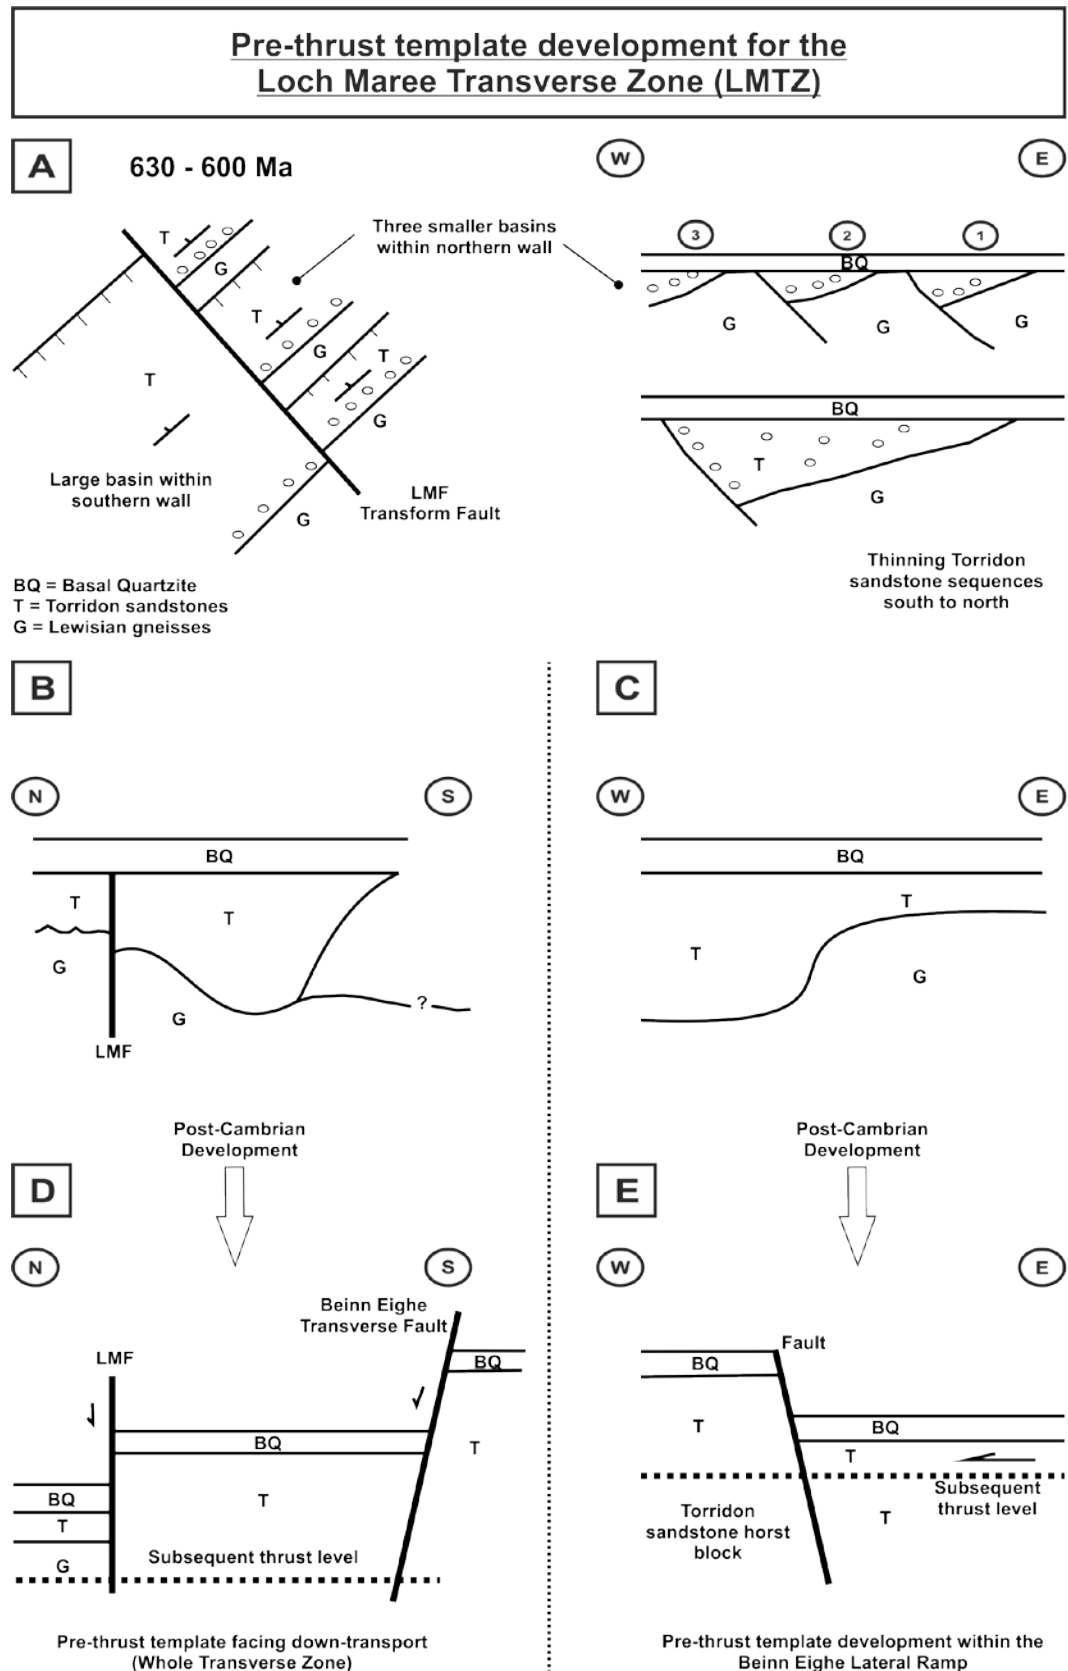 Pre-thrust template development for the
Loch Maree Transverse Zone (LMTZ)
A
630 - 600 Ma
W
E
Three smaller basins
within northern wall
3
2
1
BQ
T
G
T
G
T
G
T
G
G
G
G
Large basin within
southern wall
LMF
Transform Fault
BQ
T
G
Thinning Torridon
sandstone sequences
south to north
BQ = Basal Quartzite
T = Torridon sandstones
G = Lewisian gneisses
B
N
S
BQ
T
T
G
G
?
LMF
C
W
E
BQ
T
T
G
Post-Cambrian
Development
Post-Cambrian
Development
D
N
S
Beinn Eighe
Transverse Fault
LMF
BQ
BQ
T
BQ
T
T
G
Subsequent thrust level
Pre-thrust template facing down-transport
(Whole Transverse Zone)
E
W
E
Fault
BQ
T
BQ
T
Subsequent
thrust level
Torridon
sandstone horst
block
T
Pre-thrust template development within the
Beinn Eighe Lateral Ramp